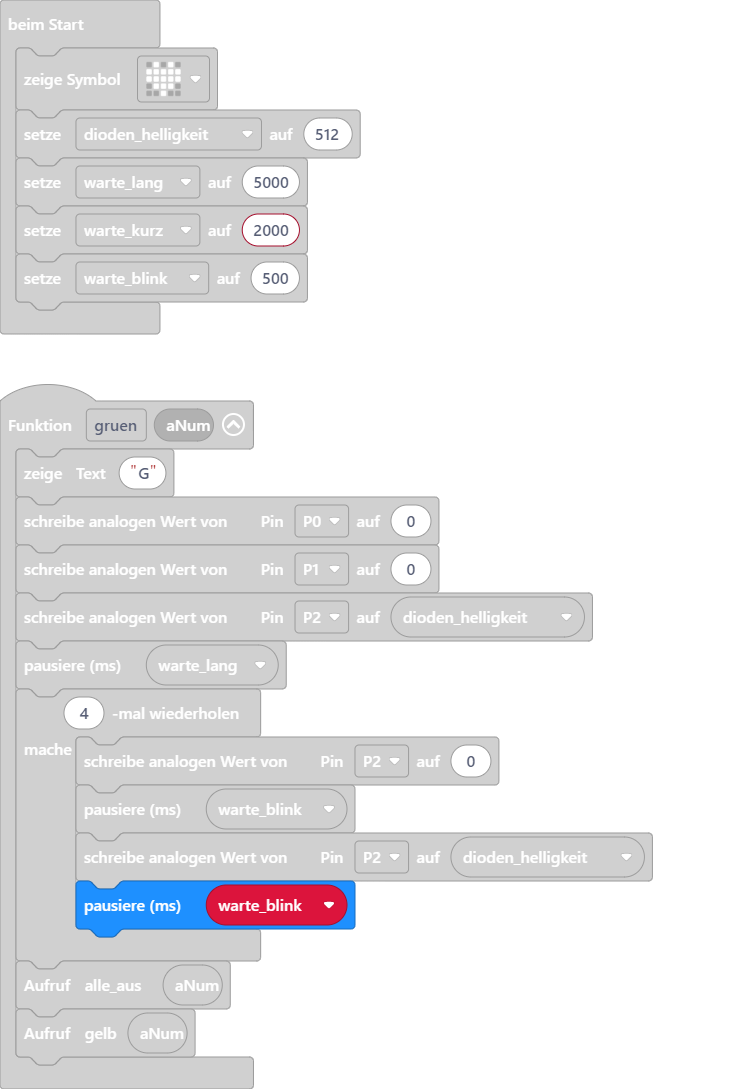 beim Start
zeige Symbol
setze dioden_helligkeit auf 512
setze warte_lang auf 5000
setze warte_kurz auf 2000
setze warte_blink auf 500
Funktion gruen aNum
zeige Text "G"
schreibe analogen Wert von Pin P0 auf 0
schreibe analogen Wert von Pin P1 auf 0
schreibe analogen Wert von Pin P2 auf dioden_helligkeit
pausiere (ms) warte_lang
4 -mal wiederholen
mache
schreibe analogen Wert von Pin P2 auf 0
pausiere (ms) warte_blink
schreibe analogen Wert von Pin P2 auf dioden_helligkeit
pausiere (ms) warte_blink
Aufruf alle_aus aNum
Aufruf gelb aNum